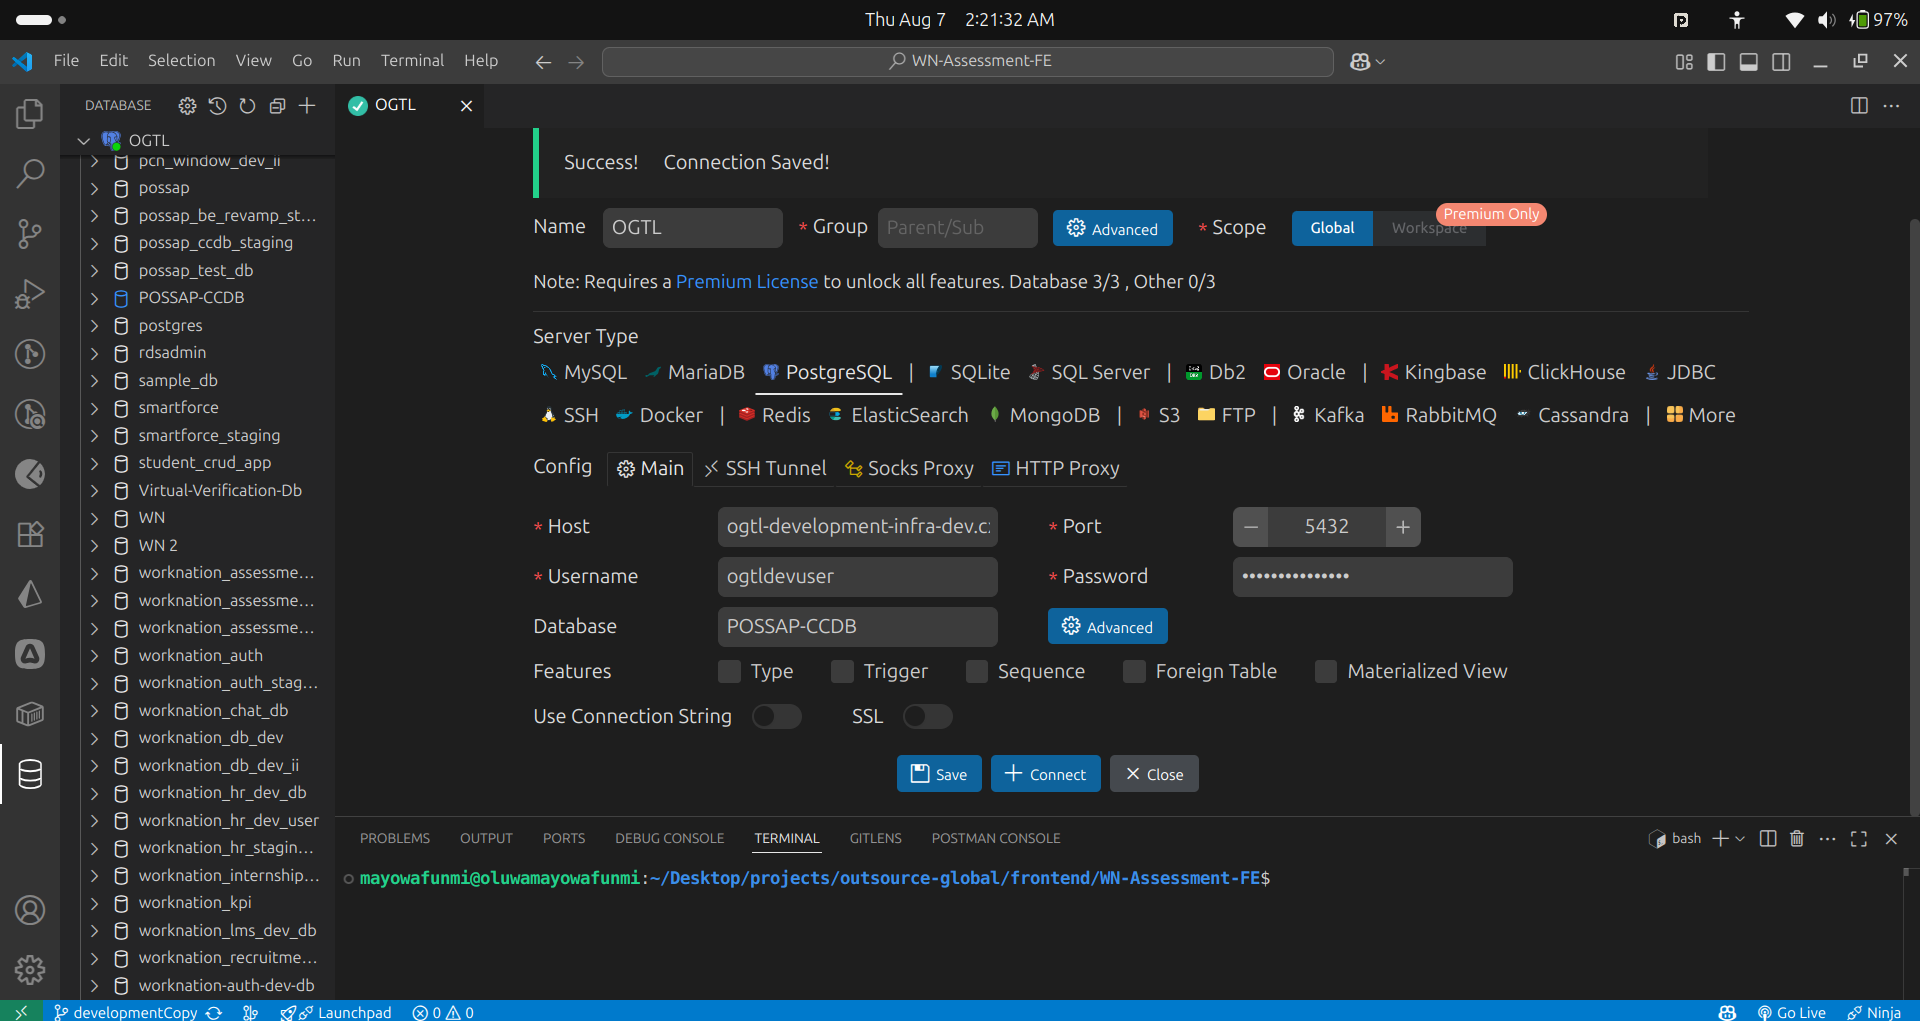 Thu Aug 7 2:21:32 AM
97%
File Edit Selection View Go Run Terminal Help
WN-Assessment-FE
DATABASE
OGTL
OGTL
pcn_window_dev_ii
possap
possap_be_revamp_st...
possap_ccdb_staging
possap_test_db
POSSAP-CCDB
postgres
rdsadmin
sample_db
smartforce
smartforce_staging
student_crud_app
Virtual-Verification-Db
WN
WN 2
worknation_assessme...
worknation_assessme...
worknation_assessme...
worknation_auth
worknation_auth_stag...
worknation_chat_db
worknation_db_dev
worknation_db_dev_ii
worknation_hr_dev_db
worknation_hr_dev_user
worknation_hr_stagin...
worknation_internship...
worknation_kpi
worknation_lms_dev_db
worknation_recruitme...
worknation-auth-dev-db
Success! Connection Saved!
Name OGTL * Group Parent/Sub Advanced * Scope Global Workspace Premium Only
Note: Requires a Premium License to unlock all features. Database 3/3 , Other 0/3
Server Type
MySQL MariaDB PostgreSQL | SQLite SQL Server | Db2 Oracle | Kingbase ClickHouse JDBC
SSH Docker | Redis ElasticSearch MongoDB | S3 FTP | Kafka RabbitMQ Cassandra | More
Config Main SSH Tunnel Socks Proxy HTTP Proxy
* Host ogtl-development-infra-dev.c: * Port 5432
* Username ogtldevuser * Password •••••••••••••••
Database POSSAP-CCDB Advanced
Features Type Trigger Sequence Foreign Table Materialized View
Use Connection String SSL
Save Connect Close
PROBLEMS OUTPUT PORTS DEBUG CONSOLE TERMINAL GITLENS POSTMAN CONSOLE
bash
mayowafunmi@oluwamayowafunmi:~/Desktop/projects/outsource-global/frontend/WN-Assessment-FE$
developmentCopy Launchpad 0 0 Go Live Ninja